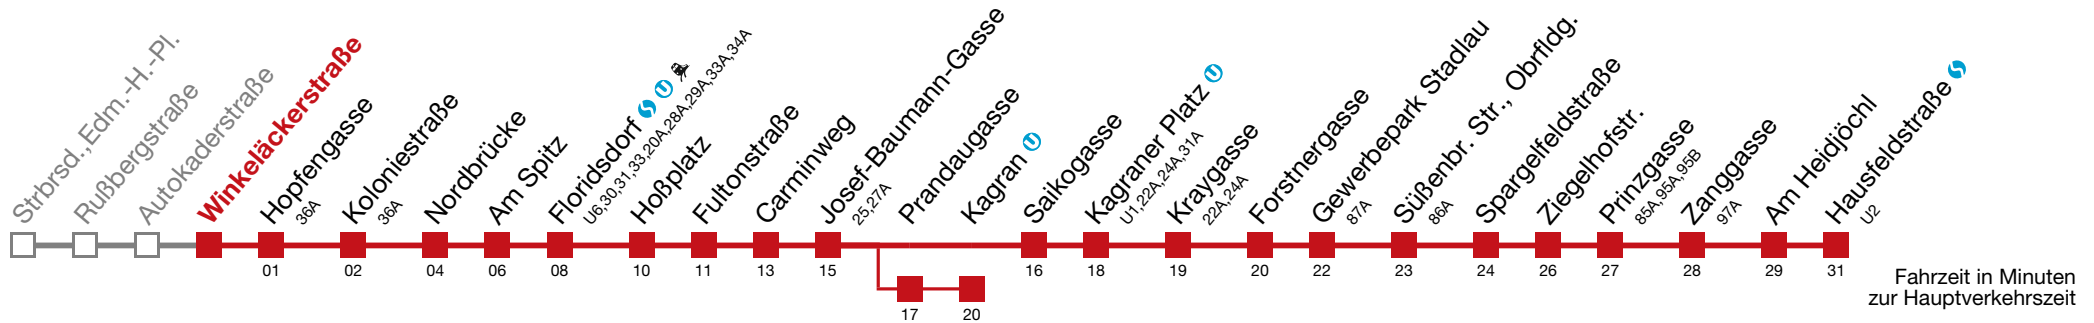 Strbrsd., Edm.-H.-Pl.
Rußbergstraße
Autokaderstraße
Winkeläckerstraße
Hopfengasse
36A
01
Koloniestraße
36A
02
Nordbrücke
04
Am Spitz
06
Floridsdorf S U
U6,30,31,33,20A,28A,29A,33A,34A
08
Hoßplatz
10
Fultonstraße
11
Carminweg
13
Josef-Baumann-Gasse
25,27A
15
Prandaugasse
17
Kagran U
20
Saikogasse
16
Kagraner Platz U
U1,22A,24A,31A
18
Kraygasse
22A,24A
19
Forstnergasse
20
Gewerbepark Stadlau
87A
22
Süßenbr. Str., Obrfldg.
86A
23
Spargelfeldstraße
24
Ziegelhofstr.
26
Prinzgasse
85A,95A,95B
27
Zanggasse
97A
28
Am Heidjöchl
29
Hausfeldstraße S
U2
31
Fahrzeit in Minuten
zur Hauptverkehrszeit